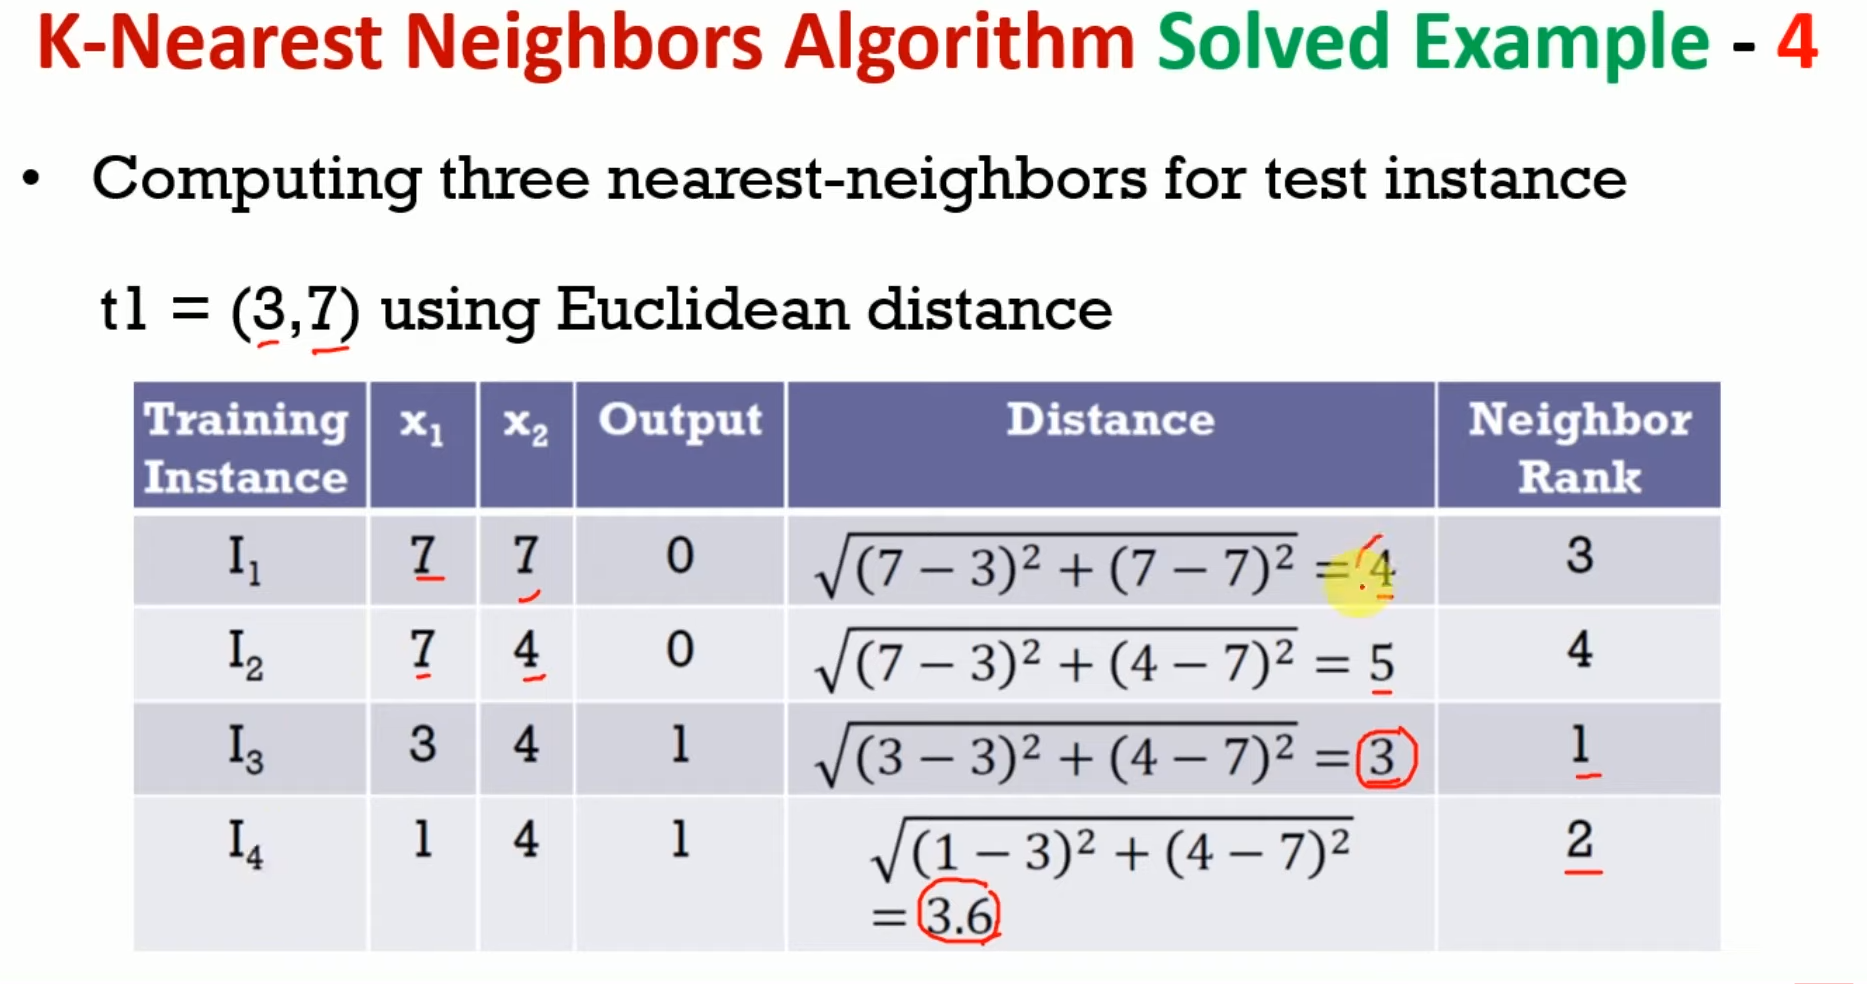 K-Nearest Neighbors Algorithm Solved Example - 4
• Computing three nearest-neighbors for test instance
t1 = (3,7) using Euclidean distance
Training Instance x₁ x₂ Output Distance Neighbor Rank
I₁ 7 7 0 √(7 − 3)² + (7 − 7)² = 4 3
I₂ 7 4 0 √(7 − 3)² + (4 − 7)² = 5 4
I₃ 3 4 1 √(3 − 3)² + (4 − 7)² = 3 1
I₄ 1 4 1 √(1 − 3)² + (4 − 7)² = 3.6 2